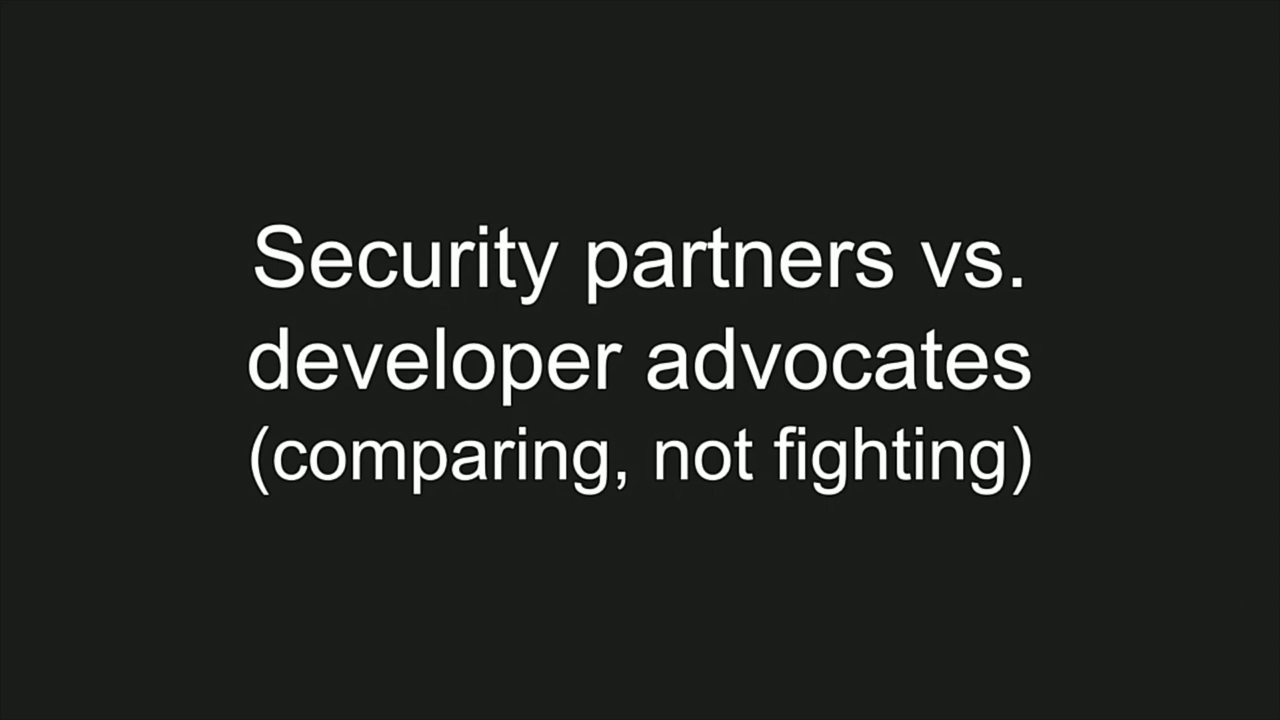 Security partners vs.
developer advocates
(comparing, not fighting)